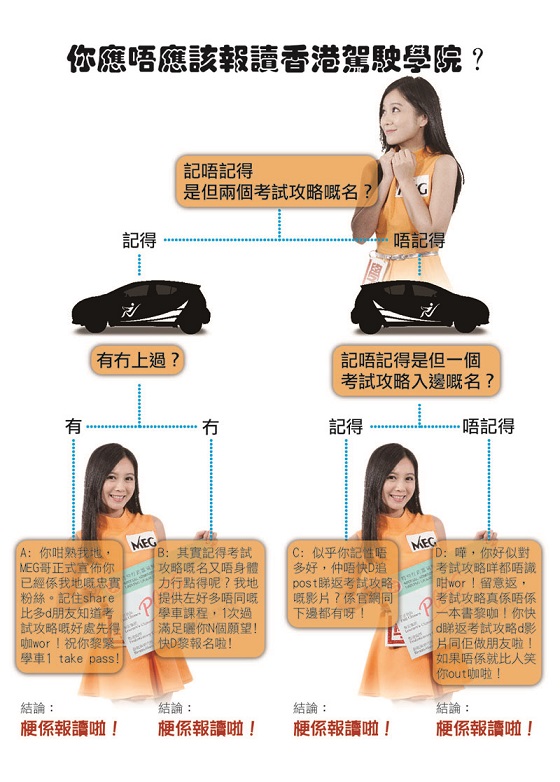 你應唔應該報讀香港駕駛學院？
記唔記得
是但兩個考試攻略嘅名？
MEG
記得
唔記得
有冇上過？
記唔記得是但一個
考試攻略入邊嘅名？
有
冇
記得
唔記得
MEG
MEG
A: 你咁熟我地，
MEG哥正式宣佈你
已經係我地嘅忠實
粉絲。記住share
比多d朋友知道考
試攻略嘅好處先得
咖wor！祝你黎緊
學車1 take pass!
B: 其實記得考試
攻略嘅名又唔身體
力行點得呢？我地
提供左好多唔同嘅
學車課程，1次過
滿足曬你N個願望!
快D黎報名啦!
C: 似乎你記性唔
多好，仲唔快D追
post睇返考試攻略
嘅影片？係官網同
下邊都有呀！
D: 嘩，你好似對
考試攻略咩都唔識
咁wor! 留意返，
考試攻略真係唔係
一本書黎咖! 你快
d睇返考試攻略d影
片同佢做朋友啦!
如果唔係就比人笑
你out咖啦!
結論：
梗係報讀啦！
結論：
梗係報讀啦！
結論：
梗係報讀啦！
結論：
梗係報讀啦！